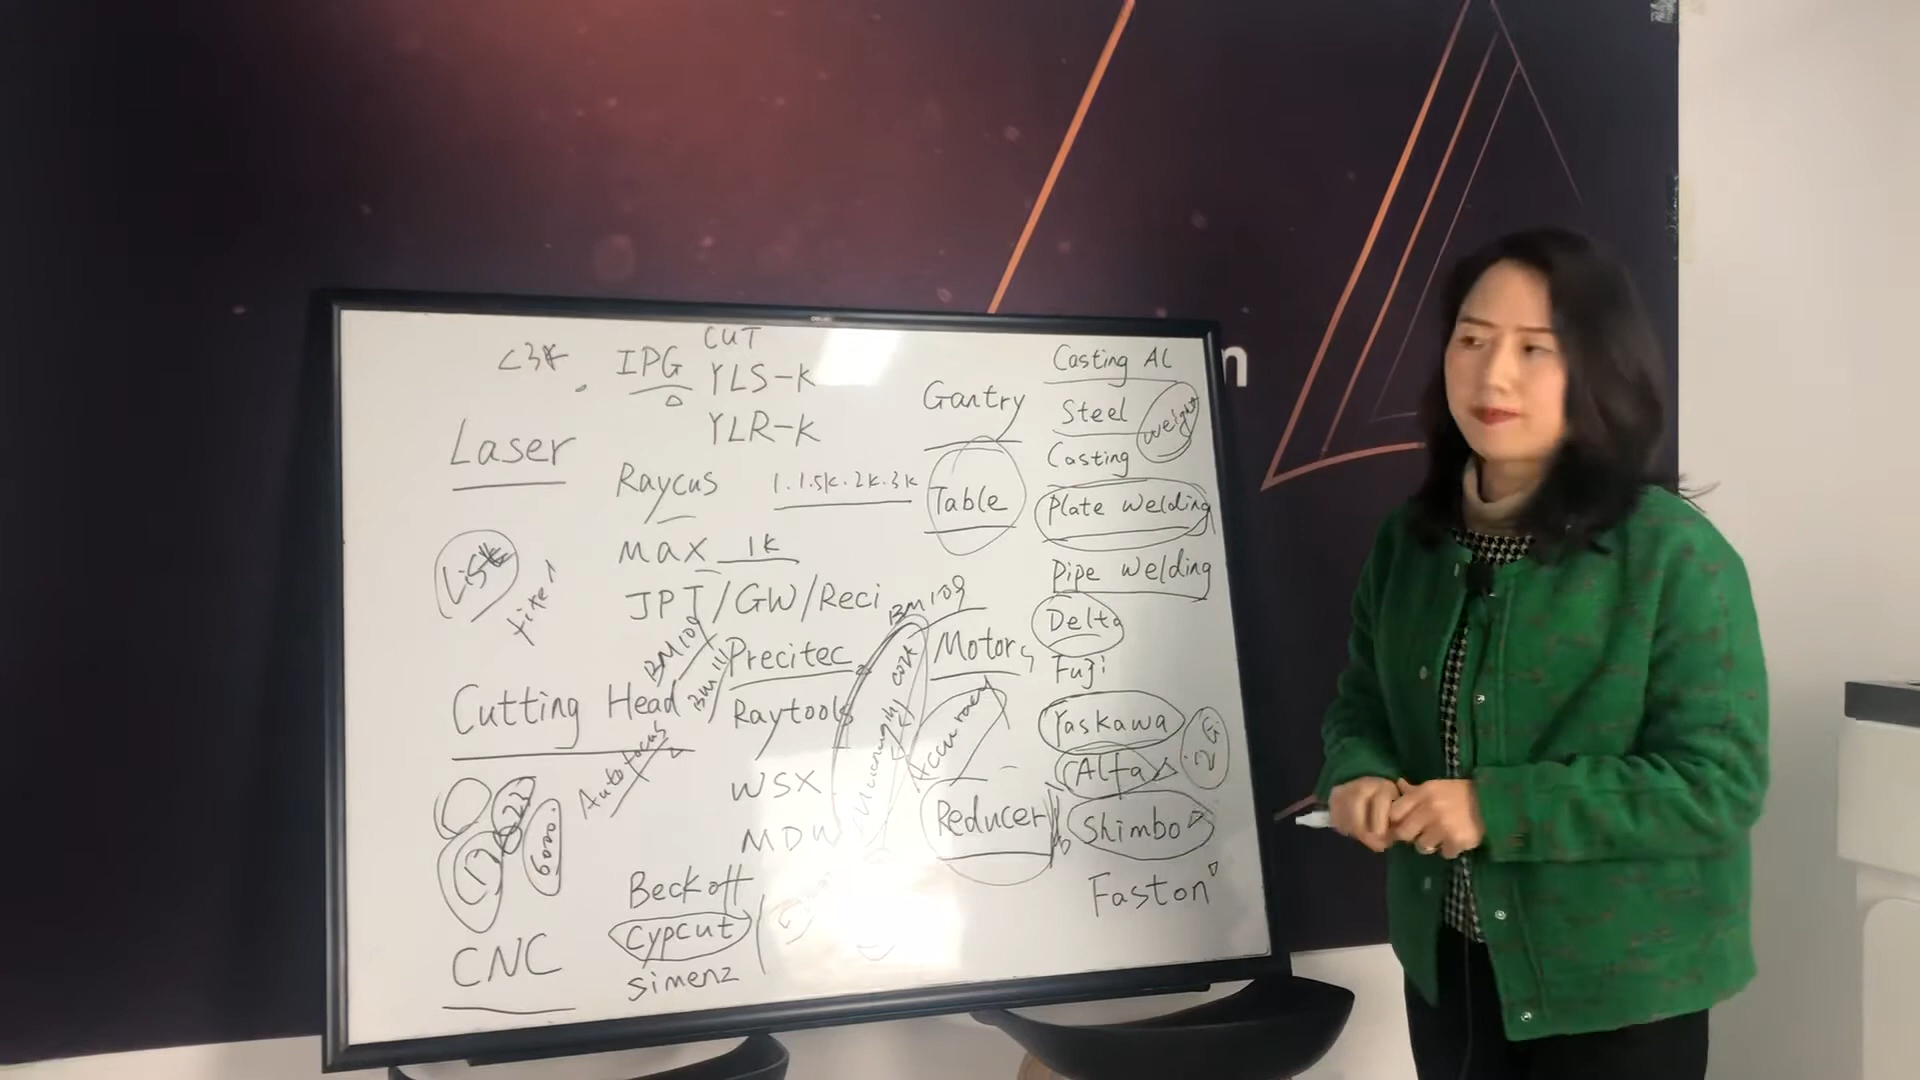 <3K
IPG
CUT
YLS-K
YLR-K
Laser
Raycus
1.1.5K.2K.3K
MAX 1K
JPT/GW/Reci
BM109
BM111
Precitec
Cutting Head
Raytools
Autofocus
WSX
6000.
CNC
Beckoff
Cypcut
Simenz
Gantry
Table
BM109
Motors
Reducer
Casting AL
Steel
weight
Casting
Plate Welding
Pipe Welding
Delta
Fuji
Yaskawa
Alfa
Shimbo
Faston
n